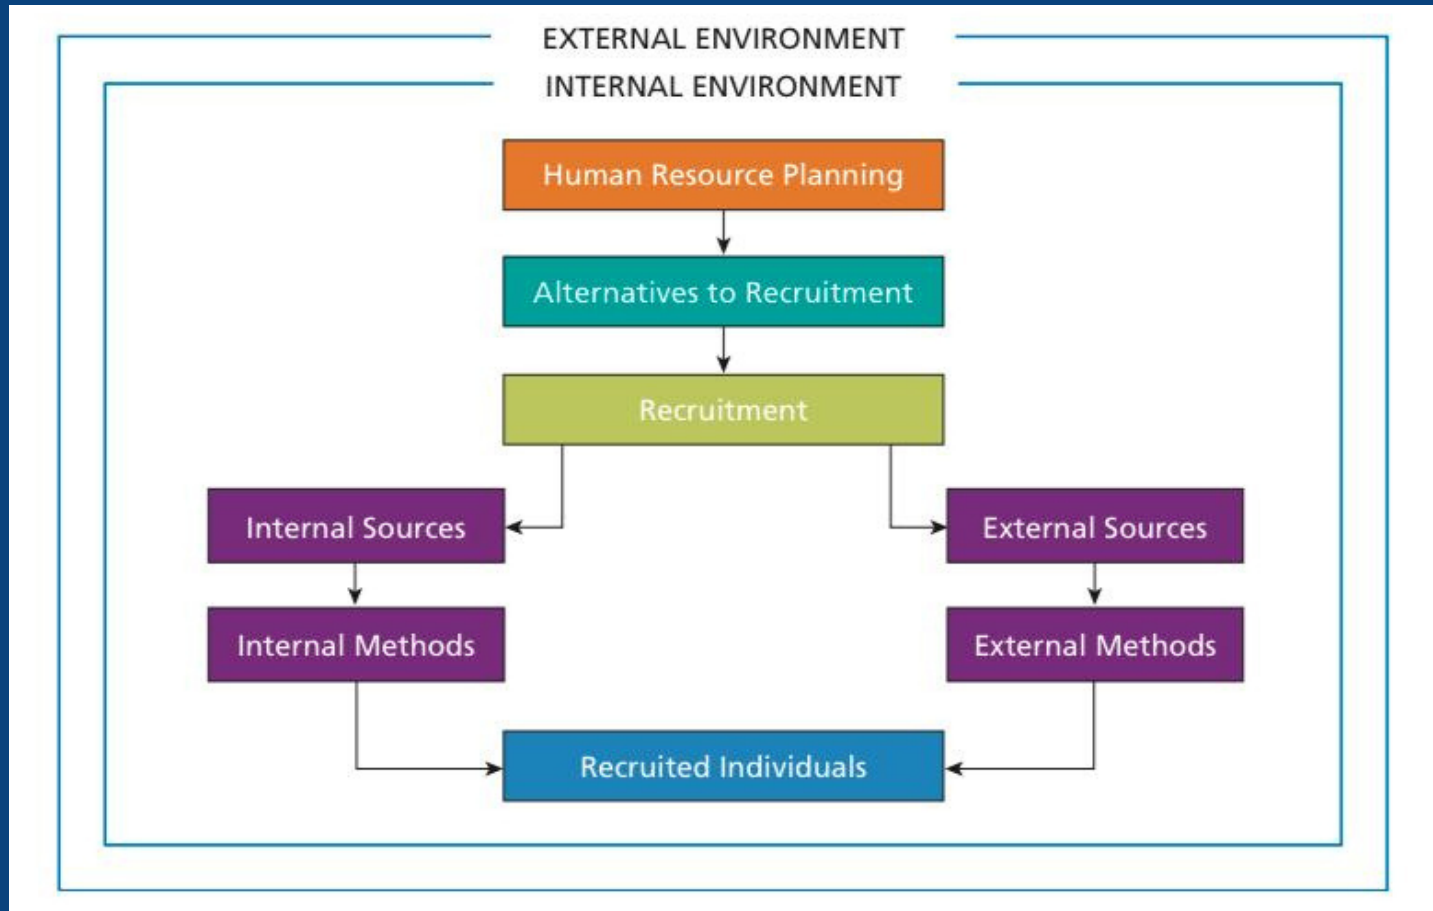 EXTERNAL ENVIRONMENT
INTERNAL ENVIRONMENT
Human Resource Planning
Alternatives to Recruitment
Recruitment
Internal Sources
External Sources
Internal Methods
External Methods
Recruited Individuals